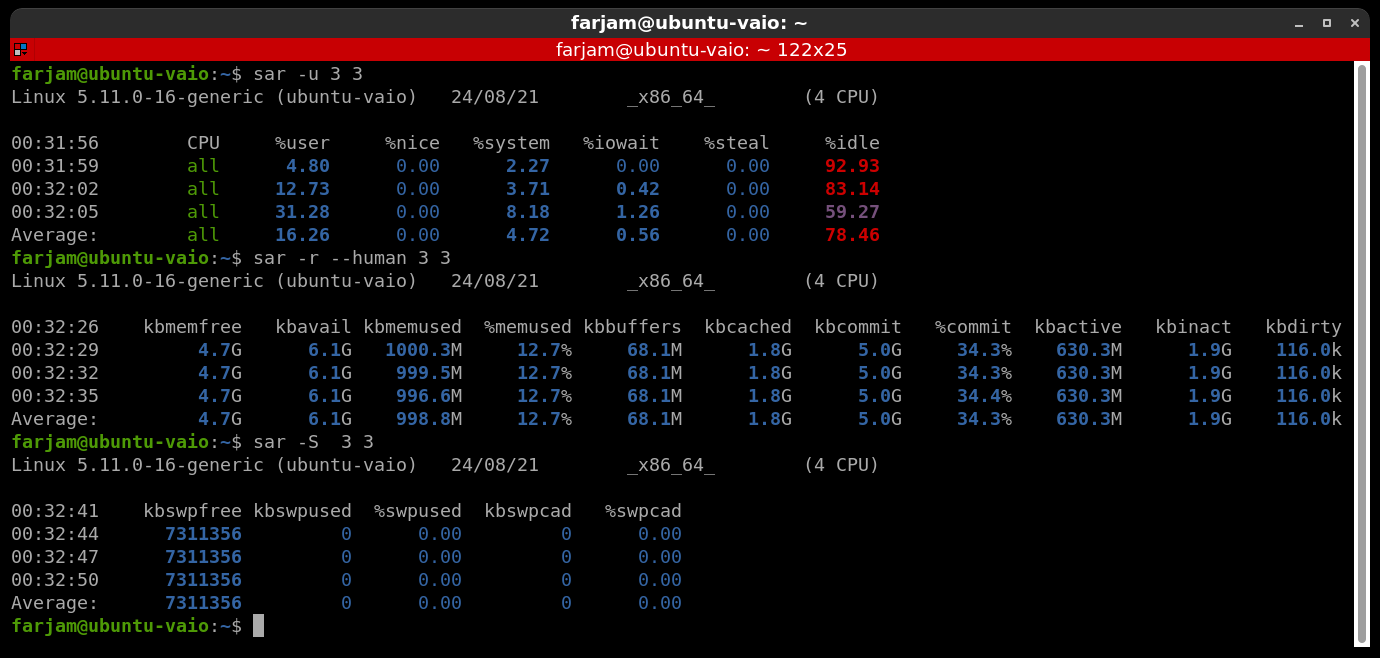 farjam@ubuntu-vaio: ~
farjam@ubuntu-vaio: ~ 122x25
farjam@ubuntu-vaio:~$ sar -u 3 3
Linux 5.11.0-16-generic (ubuntu-vaio)   24/08/21        _x86_64_        (4 CPU)
00:31:56        CPU     %user     %nice   %system   %iowait    %steal     %idle
00:31:59        all      4.80      0.00      2.27      0.00      0.00     92.93
00:32:02        all     12.73      0.00      3.71      0.42      0.00     83.14
00:32:05        all     31.28      0.00      8.18      1.26      0.00     59.27
Average:        all     16.26      0.00      4.72      0.56      0.00     78.46
farjam@ubuntu-vaio:~$ sar -r --human 3 3
Linux 5.11.0-16-generic (ubuntu-vaio)   24/08/21        _x86_64_        (4 CPU)
00:32:26    kbmemfree   kbavail kbmemused  %memused kbbuffers  kbcached  kbcommit   %commit  kbactive   kbinact   kbdirty
00:32:29         4.7G      6.1G   1000.3M     12.7%     68.1M      1.8G      5.0G     34.3%    630.3M      1.9G    116.0k
00:32:32         4.7G      6.1G    999.5M     12.7%     68.1M      1.8G      5.0G     34.3%    630.3M      1.9G    116.0k
00:32:35         4.7G      6.1G    996.6M     12.7%     68.1M      1.8G      5.0G     34.4%    630.3M      1.9G    116.0k
Average:         4.7G      6.1G    998.8M     12.7%     68.1M      1.8G      5.0G     34.3%    630.3M      1.9G    116.0k
farjam@ubuntu-vaio:~$ sar -S  3 3
Linux 5.11.0-16-generic (ubuntu-vaio)   24/08/21        _x86_64_        (4 CPU)
00:32:41    kbswpfree kbswpused  %swpused  kbswpcad   %swpcad
00:32:44      7311356         0      0.00         0      0.00
00:32:47      7311356         0      0.00         0      0.00
00:32:50      7311356         0      0.00         0      0.00
Average:      7311356         0      0.00         0      0.00
farjam@ubuntu-vaio:~$